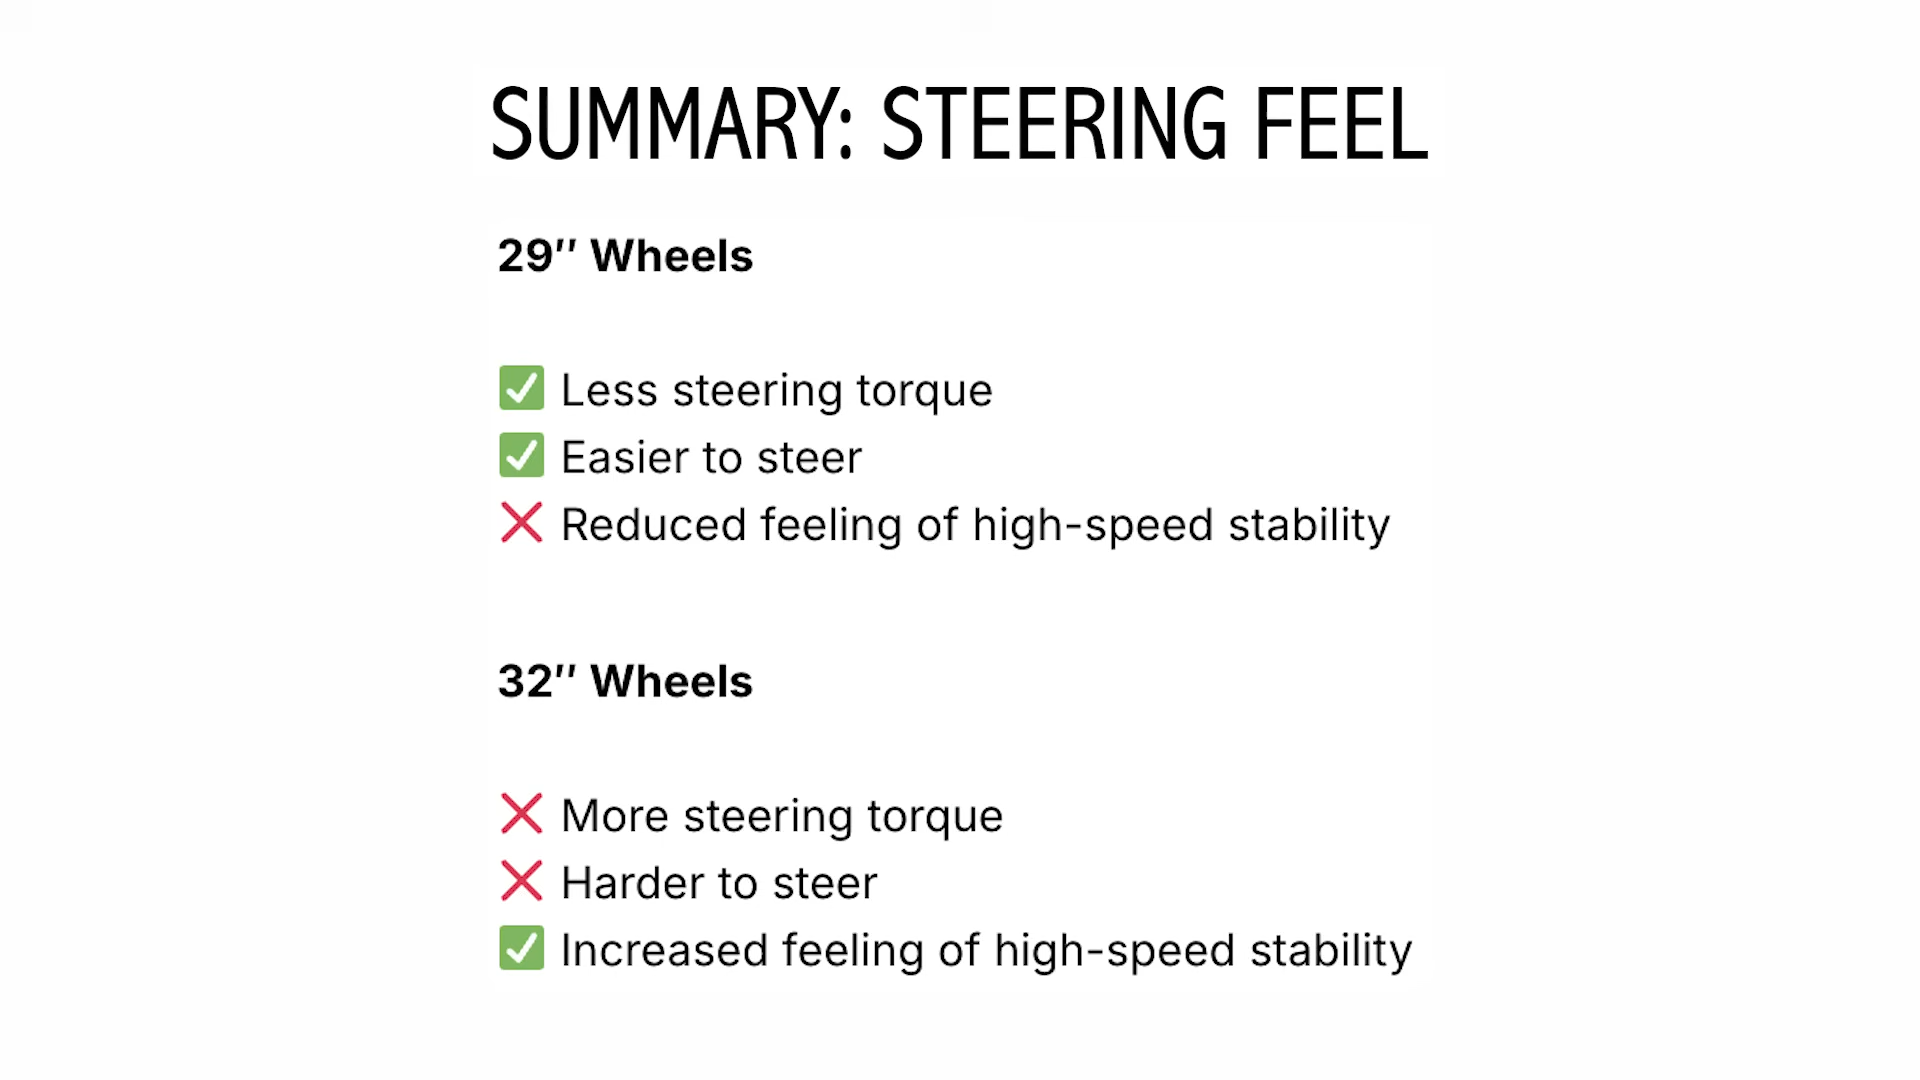 SUMMARY: STEERING FEEL
29″ Wheels
✅ Less steering torque
✅ Easier to steer
❌ Reduced feeling of high-speed stability
32″ Wheels
❌ More steering torque
❌ Harder to steer
✅ Increased feeling of high-speed stability